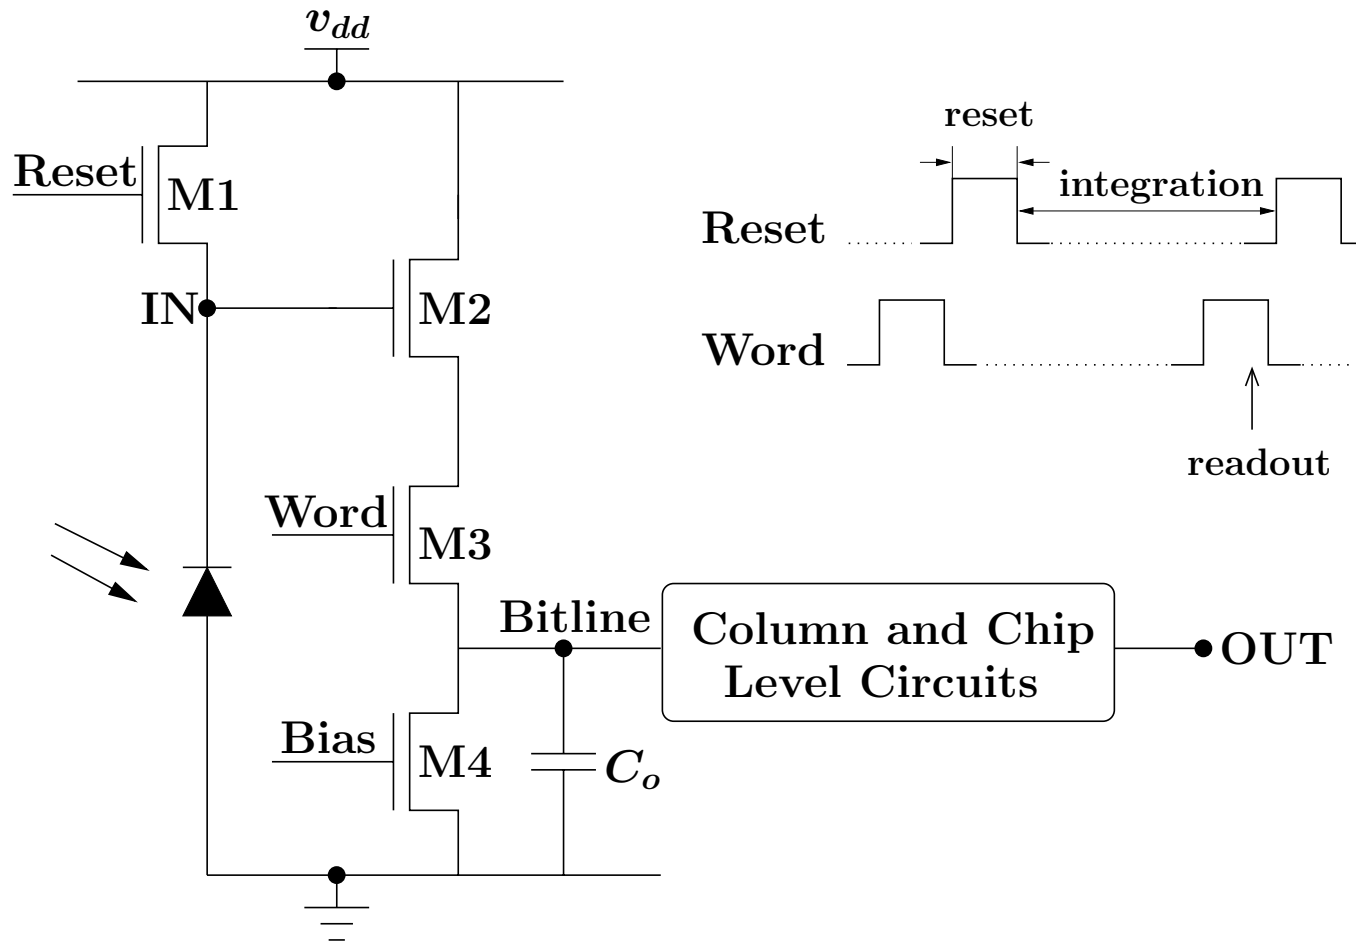 v_dd
Reset
M1
IN
M2
Word
M3
Bitline
Bias
M4
C_o
Column and Chip
Level Circuits
OUT
reset
integration
Reset
Word
readout